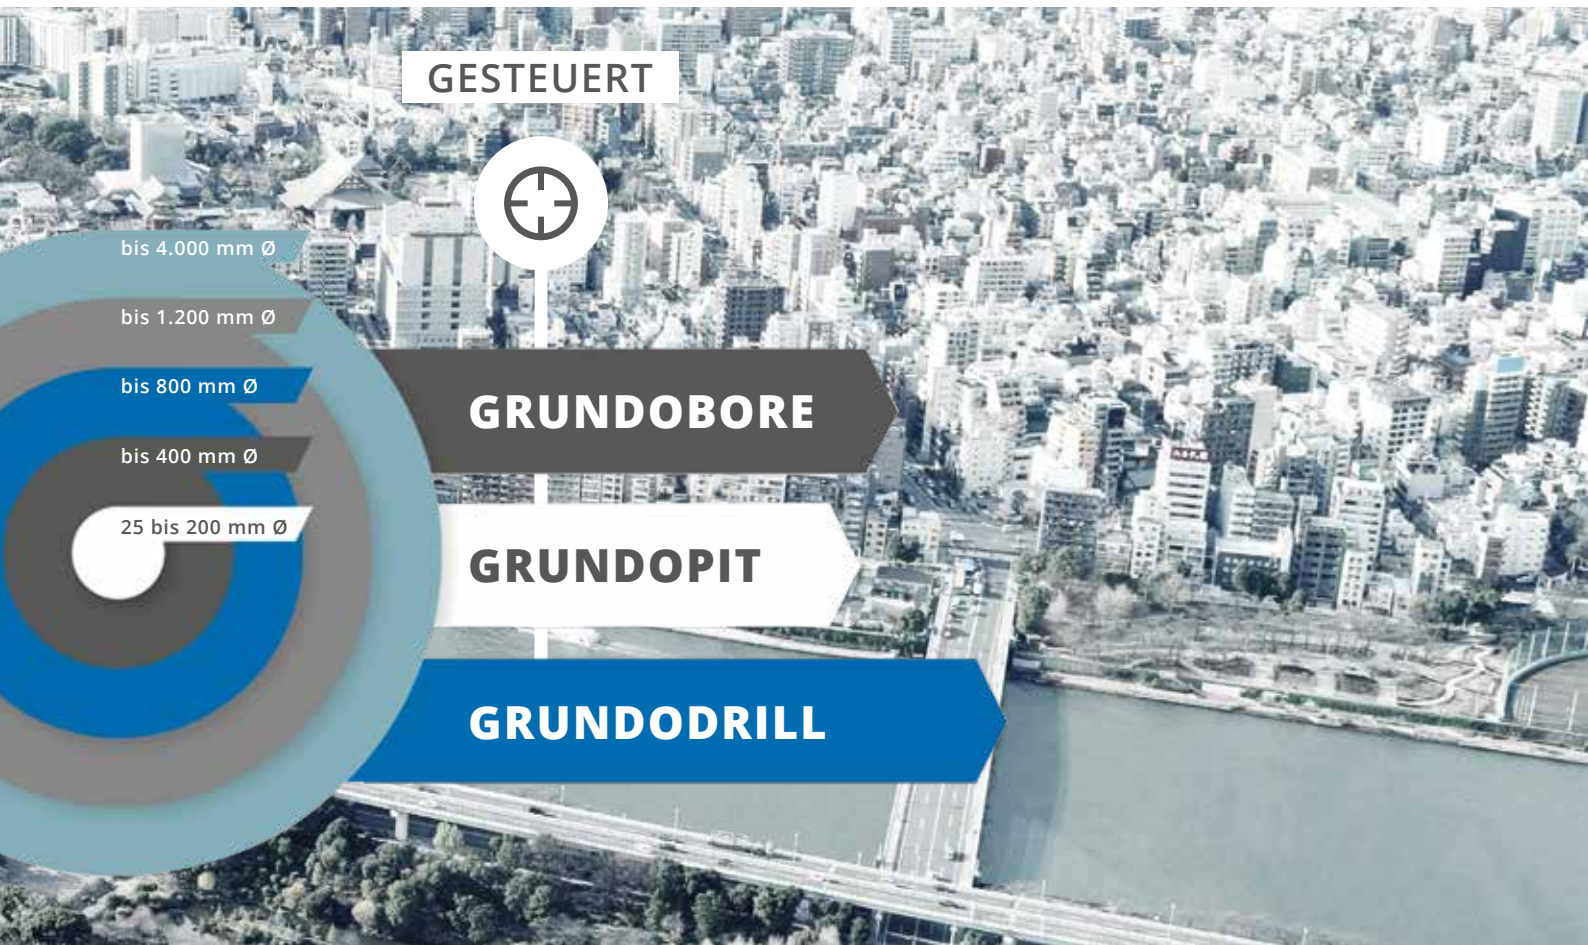 GESTEUERT
bis 4.000 mm Ø
bis 1.200 mm Ø
bis 800 mm Ø
bis 400 mm Ø
25 bis 200 mm Ø
GRUNDOBORE
GRUNDOPIT
GRUNDODRILL